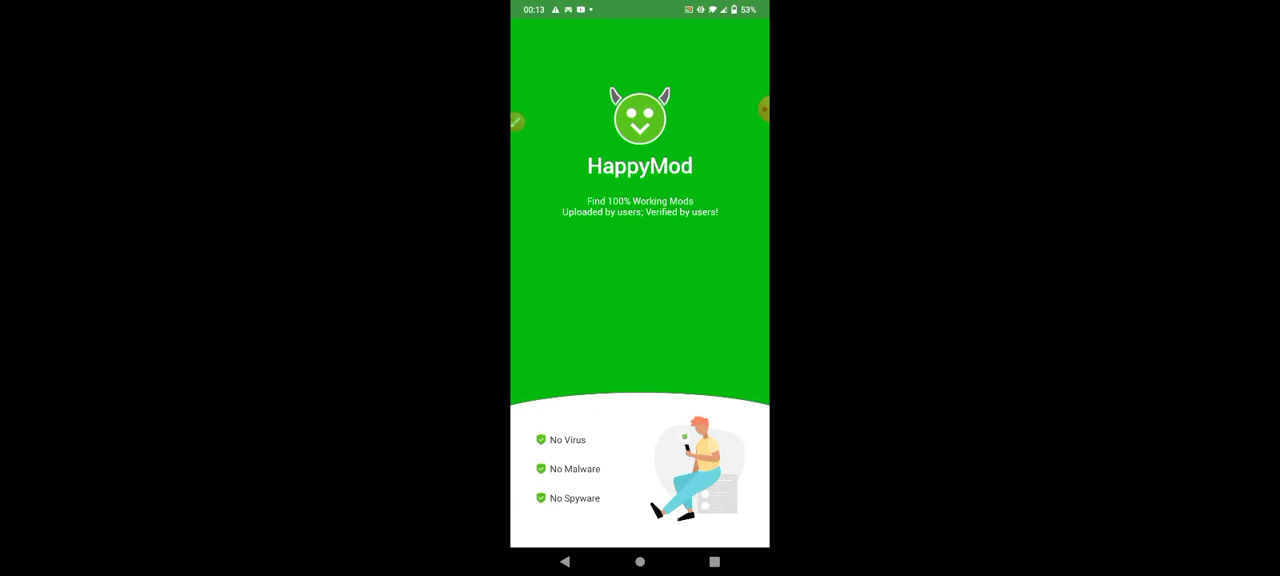 00:13
53%
HappyMod
Find 100% Working Mods
Uploaded by users; Verified by users!
No Virus
No Malware
No Spyware